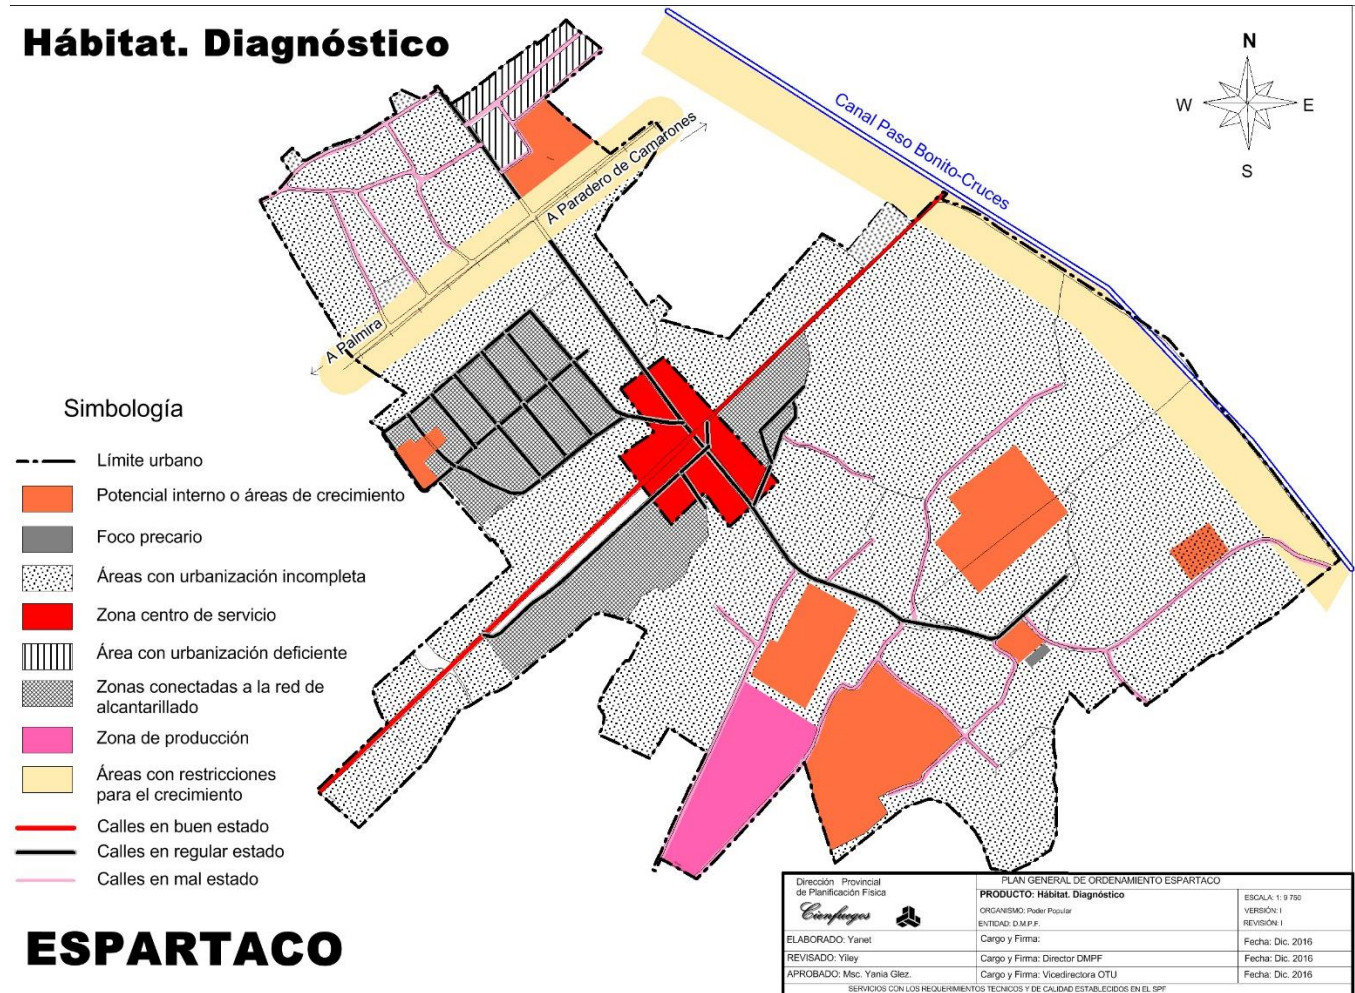 Hábitat. Diagnóstico
N
W
E
S
Canal Paso Bonito-Cruces
A Paradero de Camarones
A Palmira
Simbología
Límite urbano
Potencial interno o áreas de crecimiento
Foco precario
Áreas con urbanización incompleta
Zona centro de servicio
Área con urbanización deficiente
Zonas conectadas a la red de
alcantarillado
Zona de producción
Áreas con restricciones
para el crecimiento
Calles en buen estado
Calles en regular estado
Calles en mal estado
ESPARTACO
Dirección Provincial
de Planificación Física
Cienfuegos
PLAN GENERAL DE ORDENAMIENTO ESPARTACO
PRODUCTO: Hábitat. Diagnóstico
ORGANISMO: Poder Popular
ENTIDAD: D.M.P.F.
ESCALA: 1: 9 750
VERSIÓN: I
REVISIÓN: I
ELABORADO: Yanet
Cargo y Firma:
Fecha: Dic. 2016
REVISADO: Yiley
Cargo y Firma: Director DMPF
Fecha: Dic. 2016
APROBADO: Msc. Yania Glez.
Cargo y Firma: Vicedirectora OTU
Fecha: Dic. 2016
SERVICIOS CON LOS REQUERIMIENTOS TECNICOS Y DE CALIDAD ESTABLECIDOS EN EL SPF